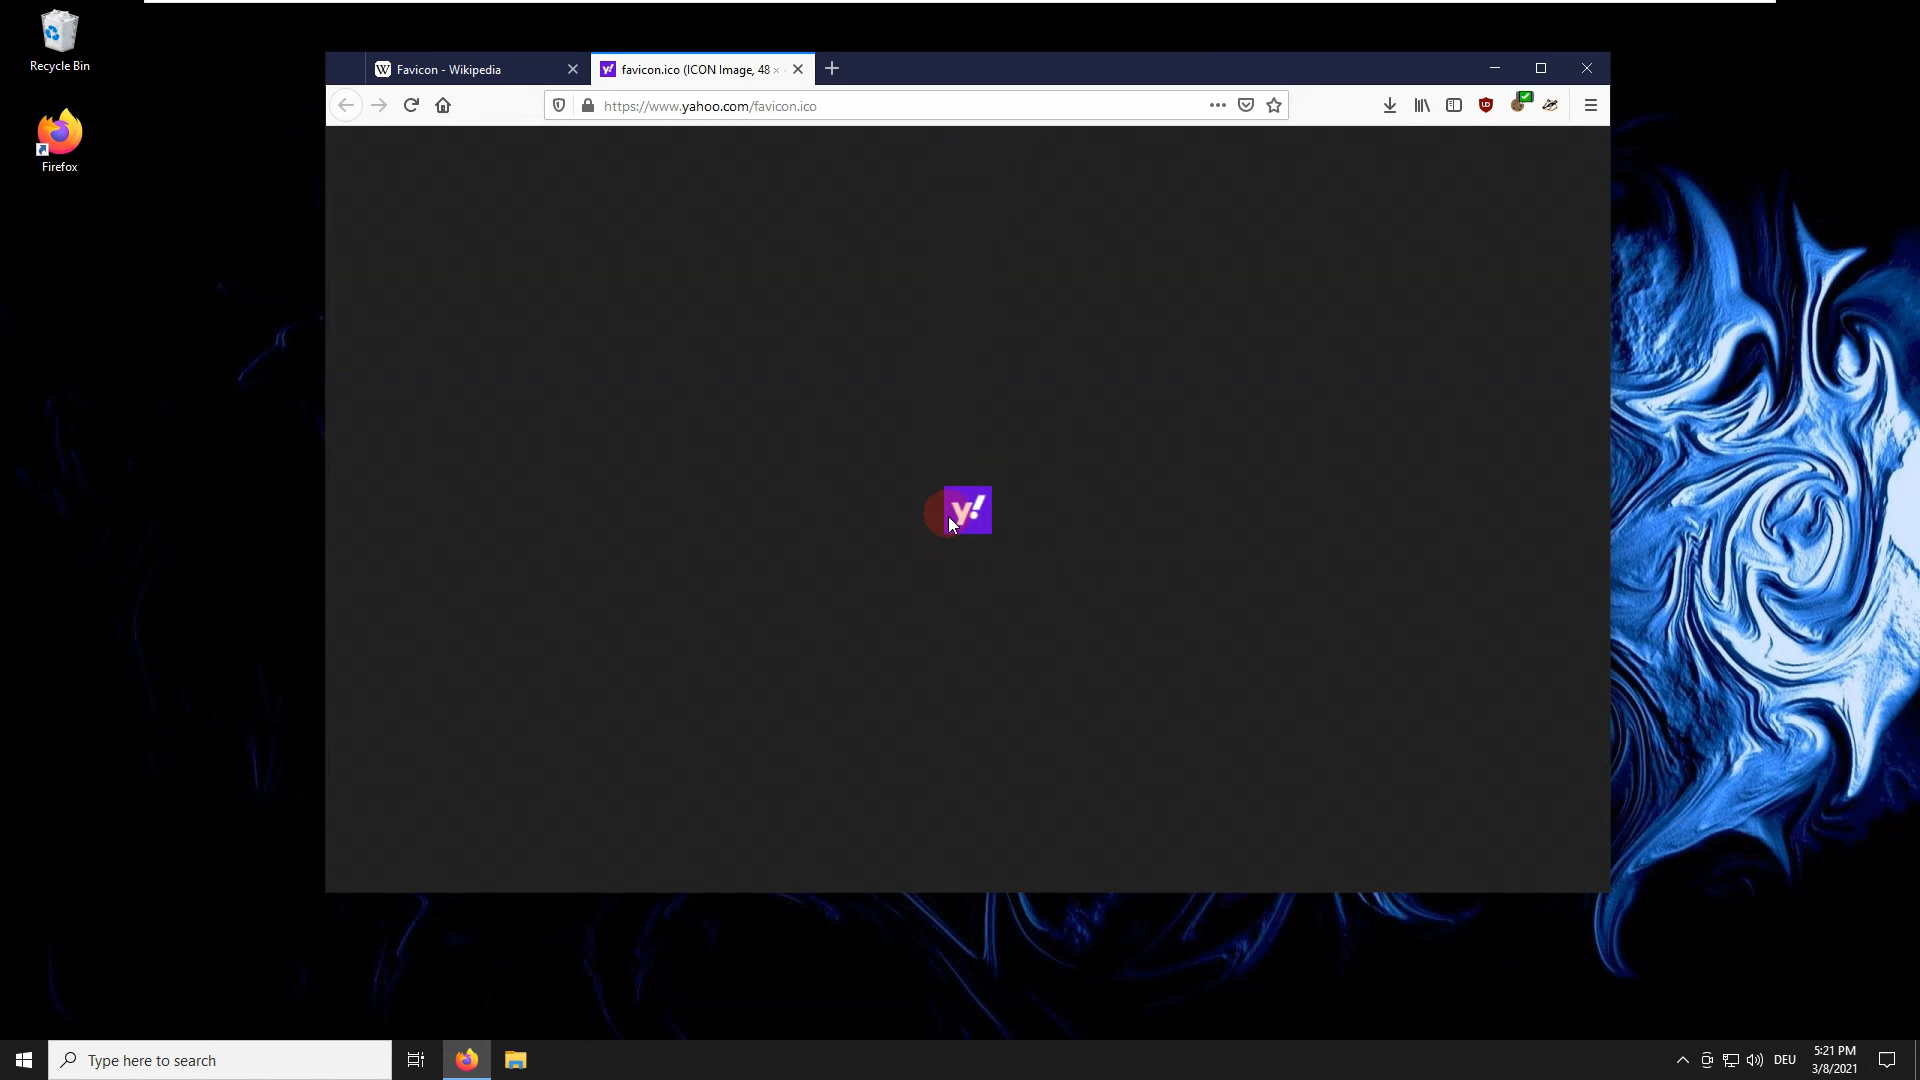 Recycle Bin
Firefox
Favicon - Wikipedia
favicon.ico (ICON Image, 48 ×
https://www.yahoo.com/favicon.ico
y!
Type here to search
DEU
5:21 PM
3/8/2021